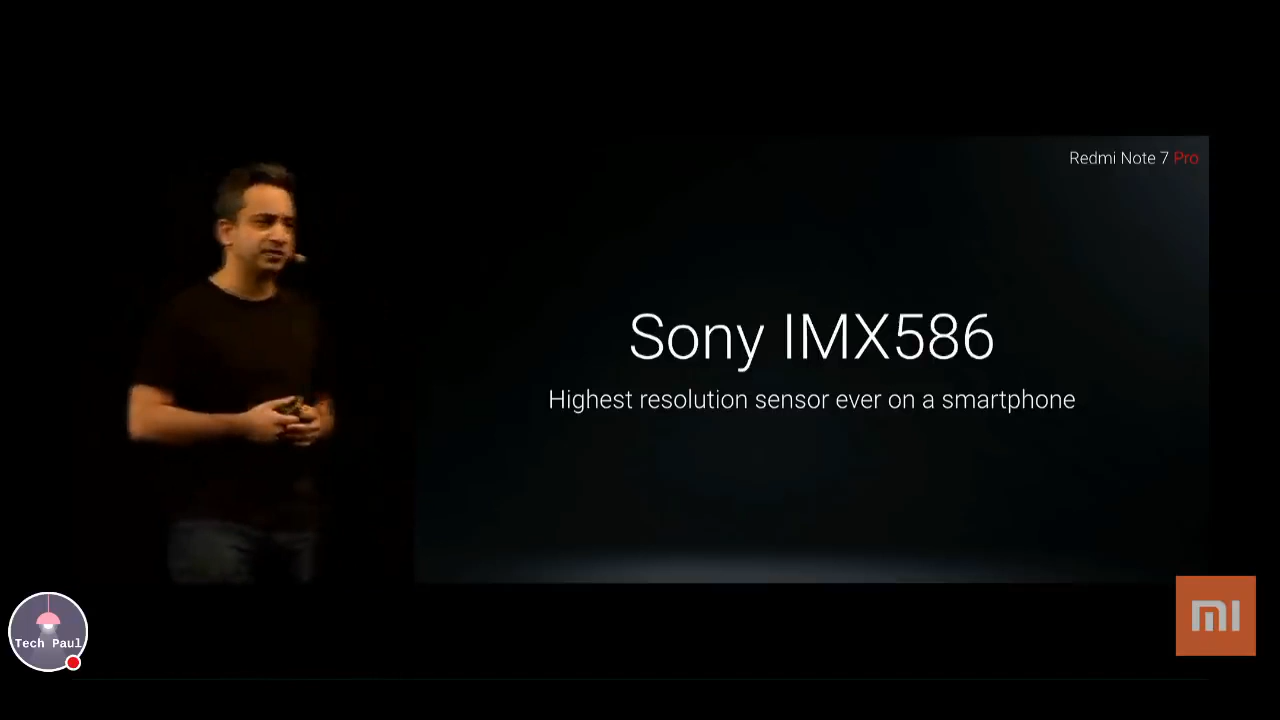 Redmi Note 7 Pro
Sony IMX586
Highest resolution sensor ever on a smartphone
Tech Paul
mi